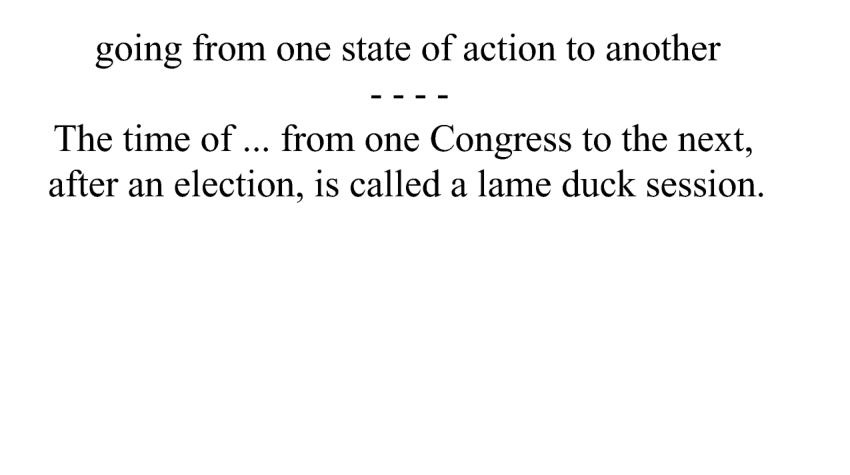 going from one state of action to another
- - - -
The time of ... from one Congress to the next,
after an election, is called a lame duck session.